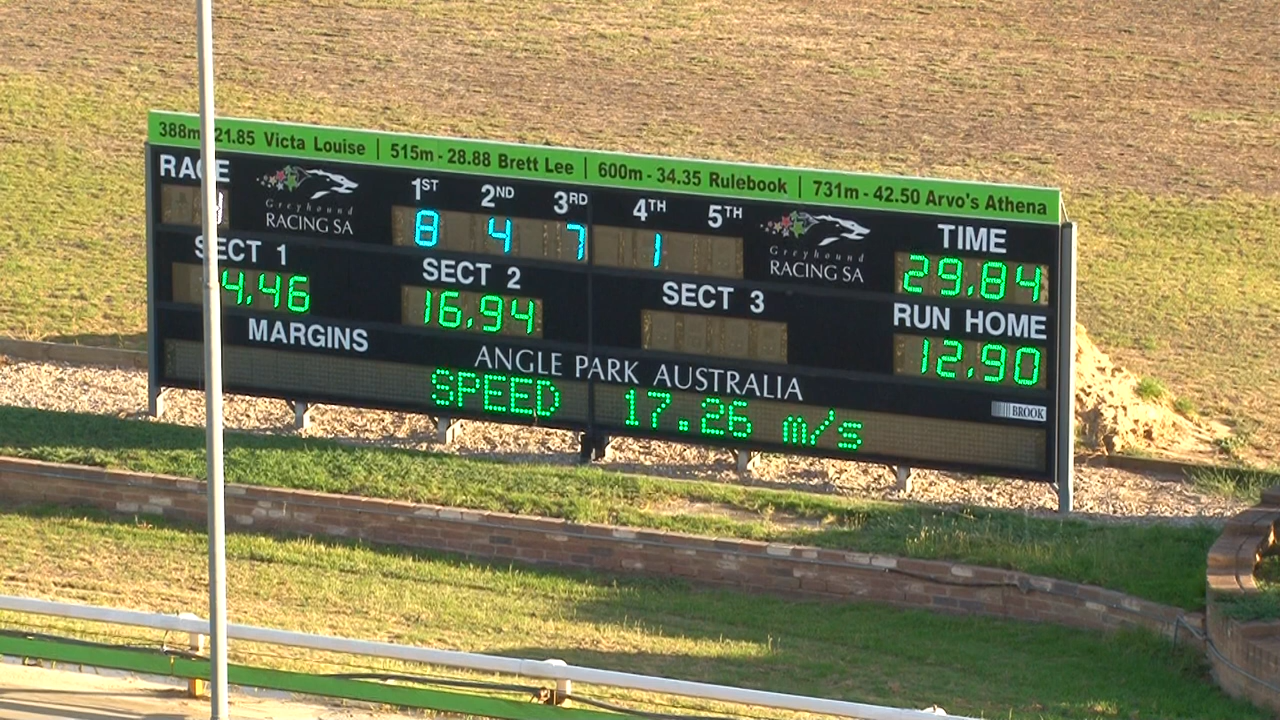 388m 21.85 Victa Louise | 515m - 28.88 Brett Lee | 600m - 34.35 Rulebook | 731m - 42.50 Arvo's Athena
RACE
Greyhound
RACING SA
1ST 2ND 3RD 4TH 5TH
8 4 7 1
Greyhound
RACING SA
TIME
29.84
SECT 1
4.46
SECT 2
16.94
SECT 3
RUN HOME
12.90
MARGINS
ANGLE PARK AUSTRALIA
SPEED 17.26 m/s
BROOK